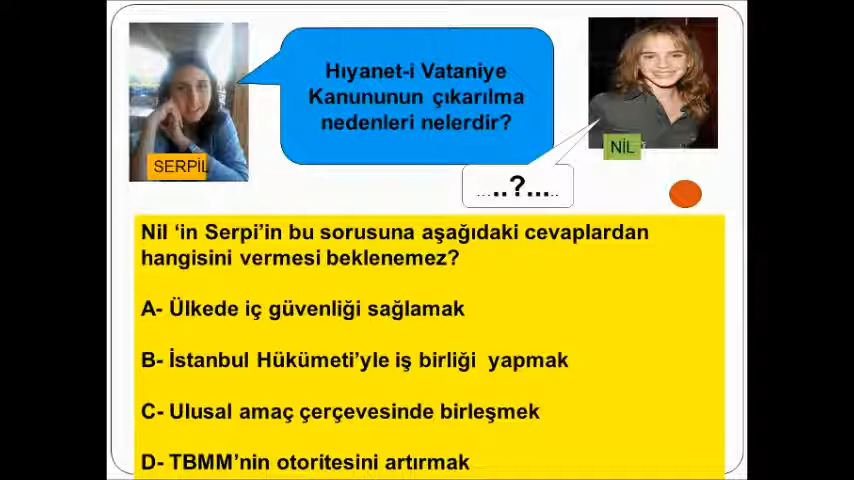 Hıyanet-i Vataniye
Kanununun çıkarılma
nedenleri nelerdir?
SERPİL
NİL
.....?......
Nil ‘in Serpi’in bu sorusuna aşağıdaki cevaplardan
hangisini vermesi beklenemez?
A- Ülkede iç güvenliği sağlamak
B- İstanbul Hükümeti’yle iş birliği yapmak
C- Ulusal amaç çerçevesinde birleşmek
D- TBMM’nin otoritesini artırmak